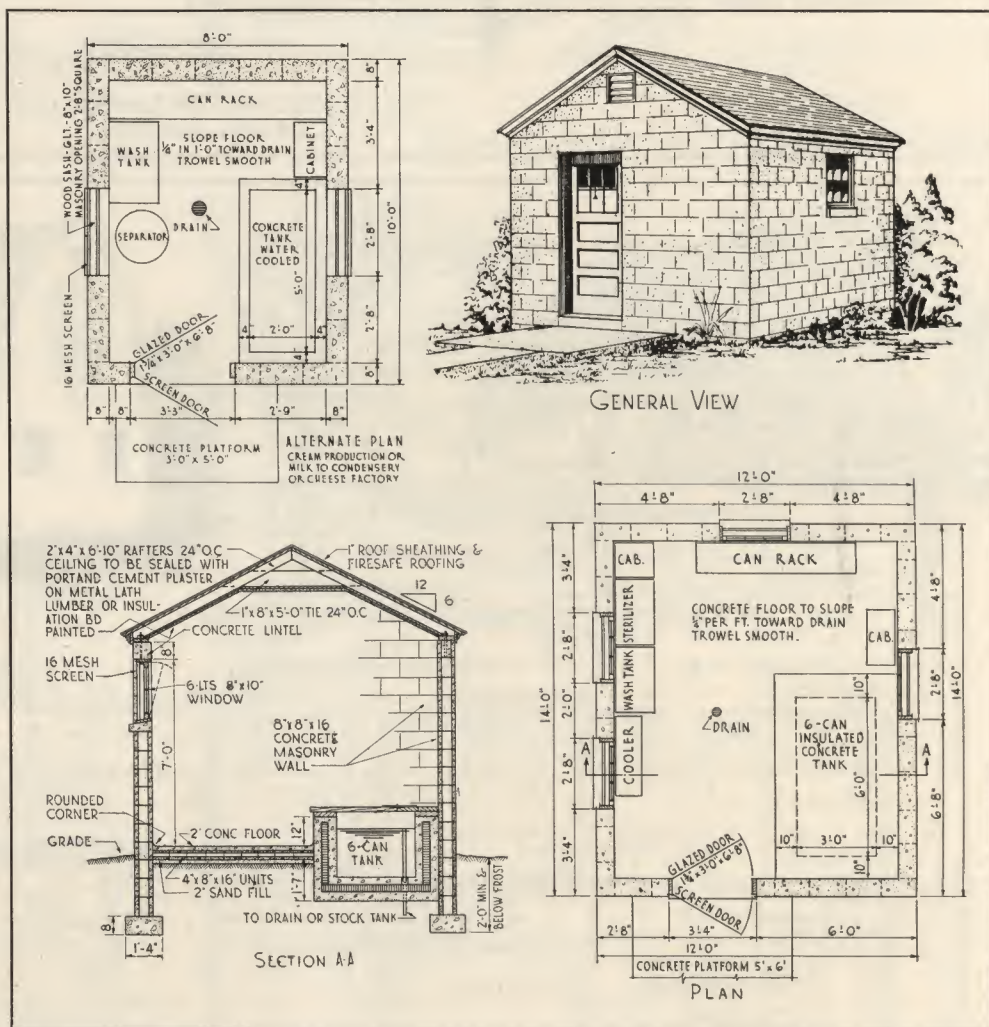 8'-0"
WOOD SASH-6LT.-8"x10"
MASONRY OPENING 2'-8" SQUARE
CAN RACK
WASH
TANK
SLOPE FLOOR
1/4" IN 1'-0" TOWARD DRAIN
TROWEL SMOOTH
CABINET
8"
3'-4"
2'-8"
2'-8"
8"
10'-0"
SEPARATOR
DRAIN
4"
CONCRETE
TANK
WATER
COOLED
5'-0"
4"
2'-0"
4"
4"
16 MESH SCREEN
GLAZED DOOR
1 3/4" x 3'-0" x 6'-8"
SCREEN DOOR
8"
8"
3'-3"
2'-9"
8"
CONCRETE PLATFORM
3'-0" x 5'-0"
ALTERNATE PLAN
CREAM PRODUCTION OR
MILK TO CONDENSERY
OR CHEESE FACTORY
GENERAL VIEW
2"x4"x6'-10" RAFTERS 24" O.C
CEILING TO BE SEALED WITH
PORTAND CEMENT PLASTER
ON METAL LATH
LUMBER OR INSUL-
ATION BD
PAINTED
1" ROOF SHEATHING &
FIRESAFE ROOFING
12
6
1"x8"x5'-0" TIE 24" O.C
CONCRETE LINTEL
8"
16 MESH
SCREEN
6-LTS 8"x10"
WINDOW
7'-0"
8"x8"x16
CONCRETE
MASONRY
WALL
ROUNDED
CORNER
2" CONC FLOOR
12"
6-CAN
TANK
GRADE
4"x8"x16" UNITS
2" SAND FILL
1'-7"
TO DRAIN OR STOCK TANK
2'-0" MIN &
BELOW FROST
8"
1'-4"
SECTION A-A
12'-0"
4'-8"
2'-8"
4'-8"
CAB.
CAN RACK
STERILIZER
CONCRETE FLOOR TO SLOPE
1/4" PER FT. TOWARD DRAIN
TROWEL SMOOTH.
CAB.
3'-4"
2'-8"
2'-0"
2'-8"
3'-4"
14'-0"
WASH TANK
COOLER
DRAIN
10"
6-CAN
INSULATED
CONCRETE
TANK
6'-0"
10"
3'-0"
10"
10"
A
A
4'-8"
2'-8"
6'-8"
14'-0"
GLAZED DOOR
1 3/4" x 3'-0" x 6'-8"
SCREEN DOOR
2'-8"
3'-4"
6'-0"
12'-0"
CONCRETE PLATFORM 5' x 6'
PLAN